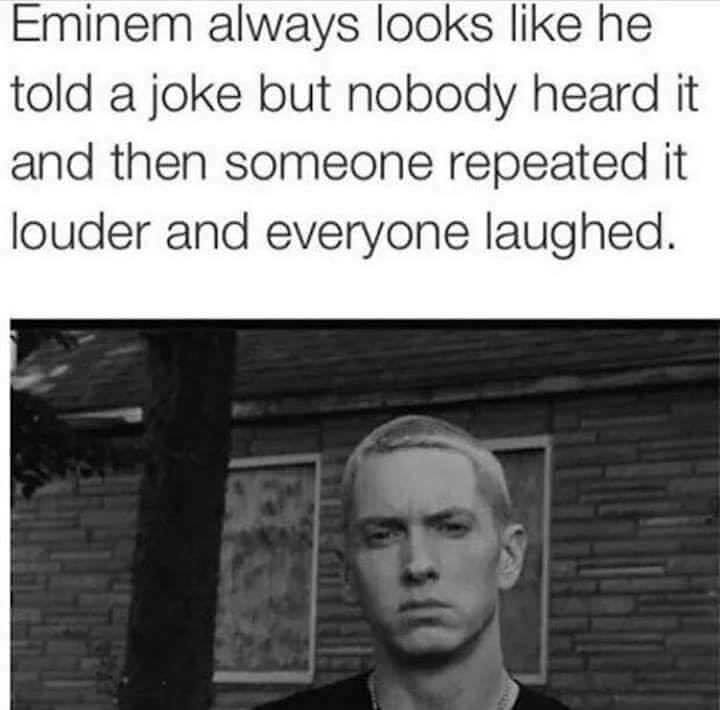 Eminem always looks like he
told a joke but nobody heard it
and then someone repeated it
louder and everyone laughed.